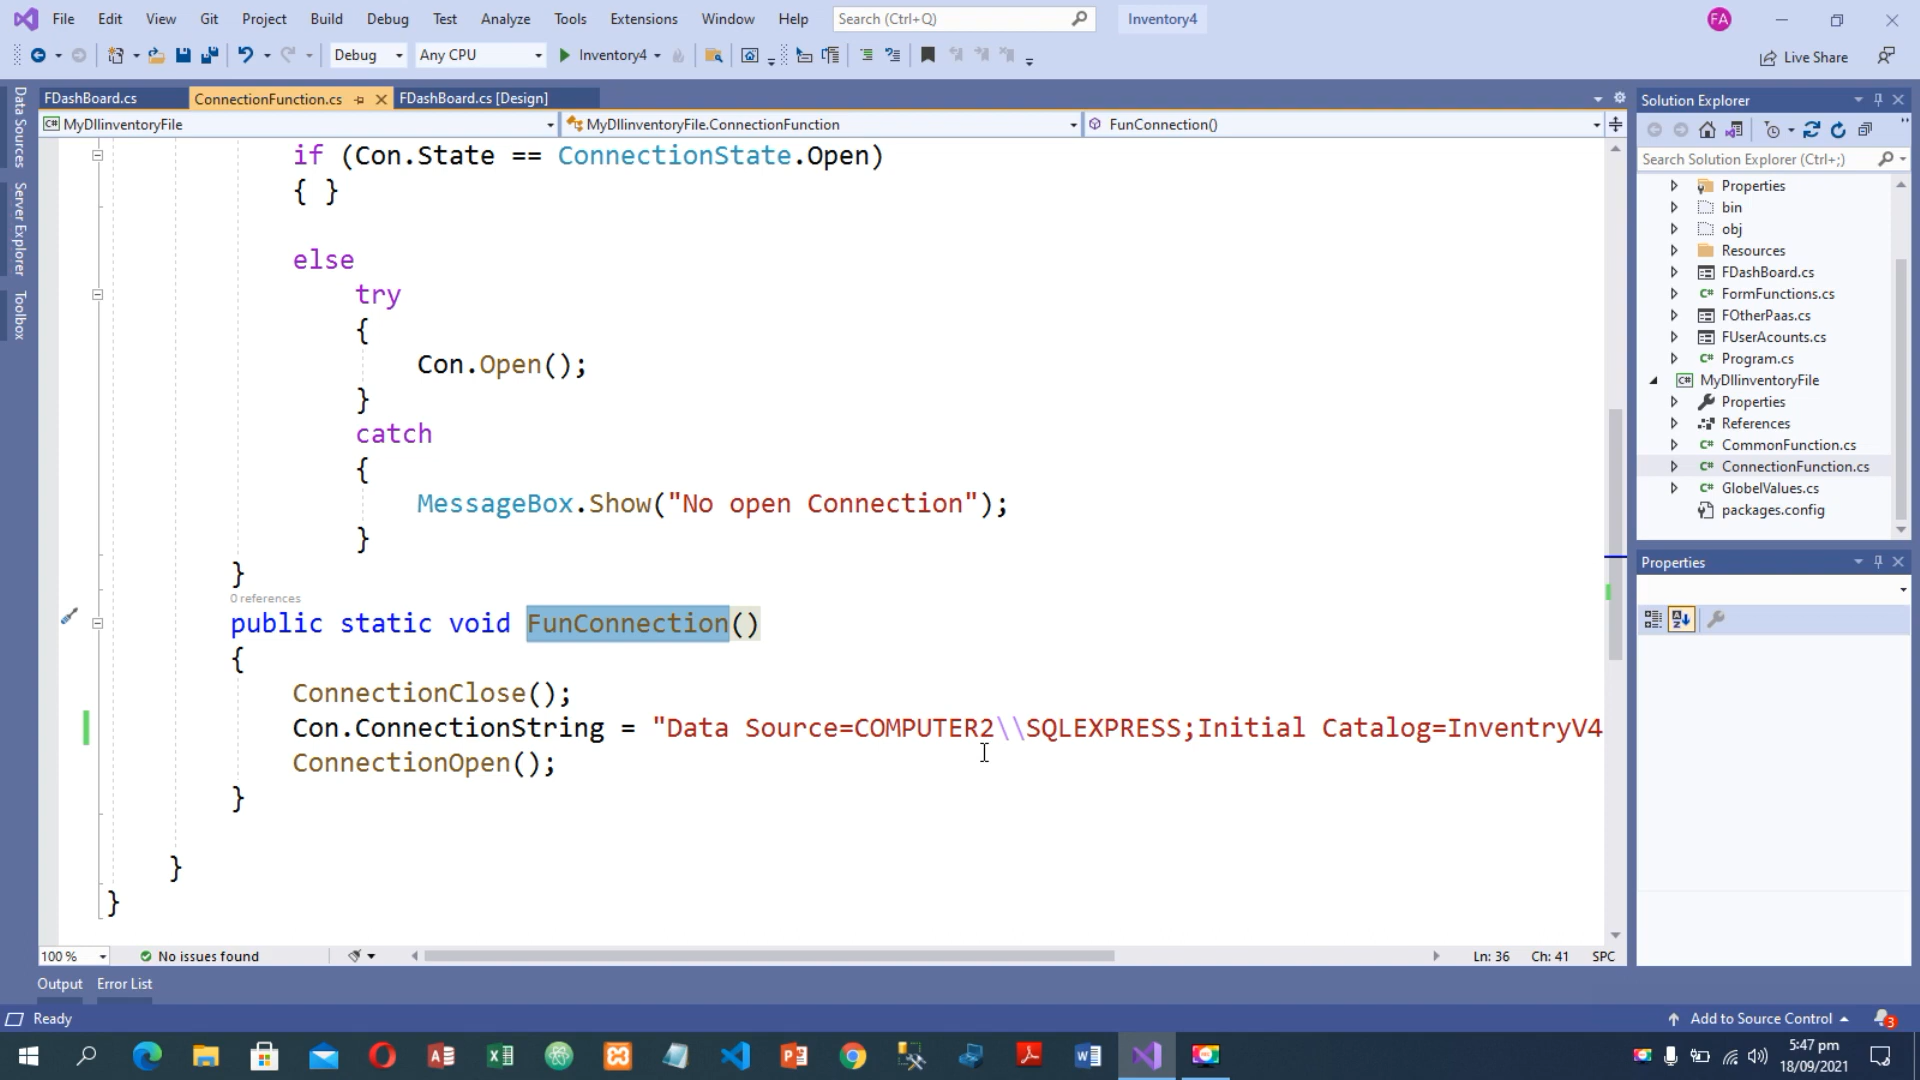 File Edit View Git Project Build Debug Test Analyze Tools Extensions Window Help Search (Ctrl+Q) Inventory4 FA
Debug Any CPU Inventory4 Live Share
Data Sources
Server Explorer
Toolbox
FDashBoard.cs ConnectionFunction.cs FDashBoard.cs [Design]
MyDllinventoryFile MyDllinventoryFile.ConnectionFunction FunConnection()
if (Con.State == ConnectionState.Open)
{ }
else
try
{
Con.Open();
}
catch
{
MessageBox.Show("No open Connection");
}
}
0 references
public static void FunConnection()
{
ConnectionClose();
Con.ConnectionString = "Data Source=COMPUTER2\\SQLEXPRESS;Initial Catalog=InventryV4
ConnectionOpen();
}
}
}
100 % No issues found Ln: 36 Ch: 41 SPC
Solution Explorer
Search Solution Explorer (Ctrl+;)
Properties
bin
obj
Resources
FDashBoard.cs
C# FormFunctions.cs
FOtherPaas.cs
FUserAcounts.cs
C# Program.cs
C# MyDllinventoryFile
Properties
References
C# CommonFunction.cs
C# ConnectionFunction.cs
C# GlobelValues.cs
packages.config
Properties
Output Error List
Ready Add to Source Control 3
5:47 pm
18/09/2021